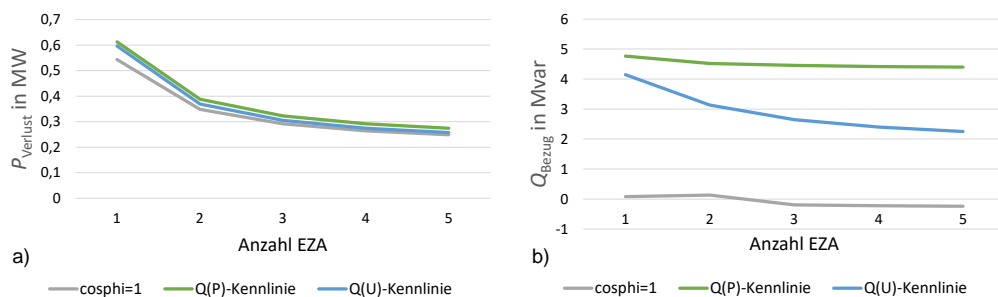 0,7
0,6
0,5
0,4
0,3
0,2
0,1
0
P_Verlust in MW
1 2 3 4 5
Anzahl EZA
a)
cosphi=1 Q(P)-Kennlinie Q(U)-Kennlinie
6
5
4
3
2
1
0
-1
Q_Bezug in Mvar
1 2 3 4 5
Anzahl EZA
b)
cosphi=1 Q(P)-Kennlinie Q(U)-Kennlinie